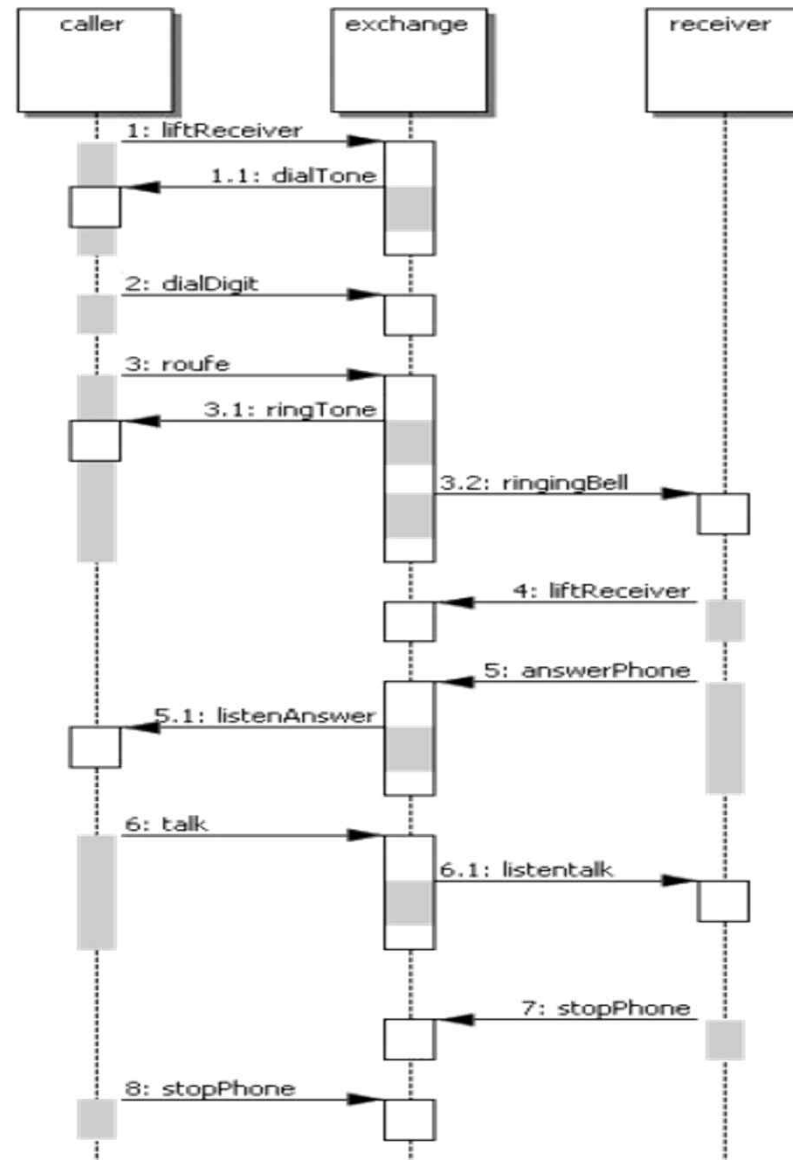 caller
exchange
receiver
1: liftReceiver
1.1: dialTone
2: dialDigit
3: roufe
3.1: ringTone
3.2: ringingBell
4: liftReceiver
5: answerPhone
5.1: listenAnswer
6: talk
6.1: listentalk
7: stopPhone
8: stopPhone